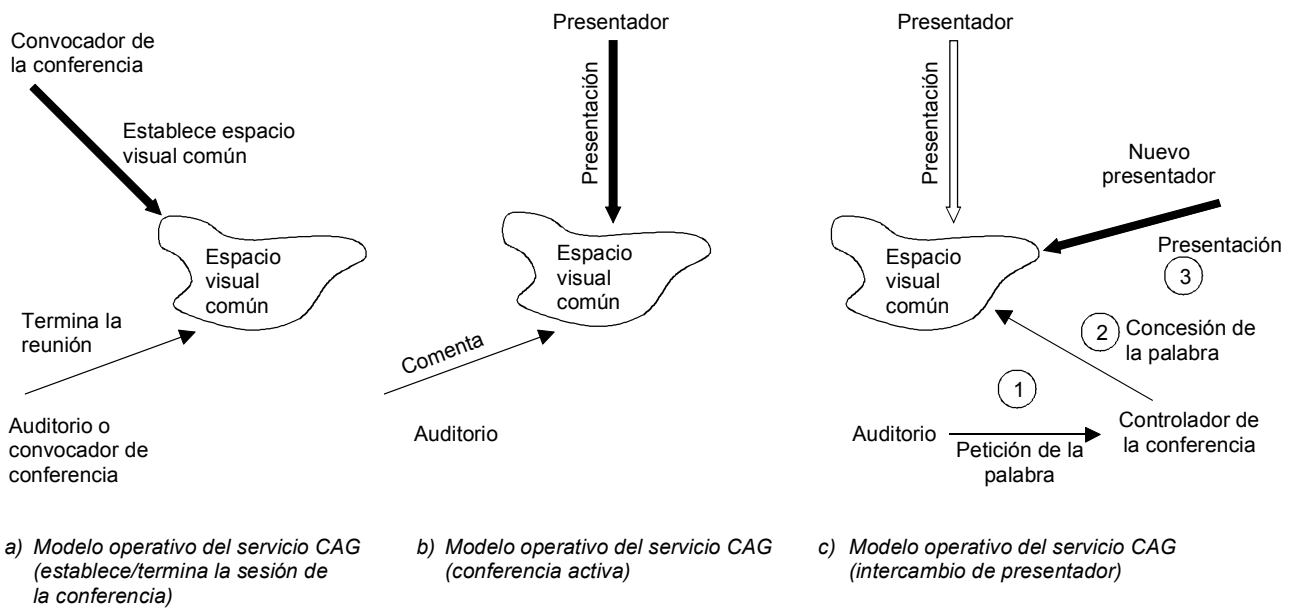 Convocador de
la conferencia
Establece espacio
visual común
Espacio
visual
común
Termina la
reunión
Auditorio o
convocador de
conferencia
a) Modelo operativo del servicio CAG
(establece/termina la sesión de
la conferencia)
Presentador
Presentación
Espacio
visual
común
Comenta
Auditorio
b) Modelo operativo del servicio CAG
(conferencia activa)
Presentador
Presentación
Nuevo
presentador
Espacio
visual
común
Presentación
3
2
Concesión de
la palabra
1
Auditorio
Petición de la
palabra
Controlador de
la conferencia
c) Modelo operativo del servicio CAG
(intercambio de presentador)